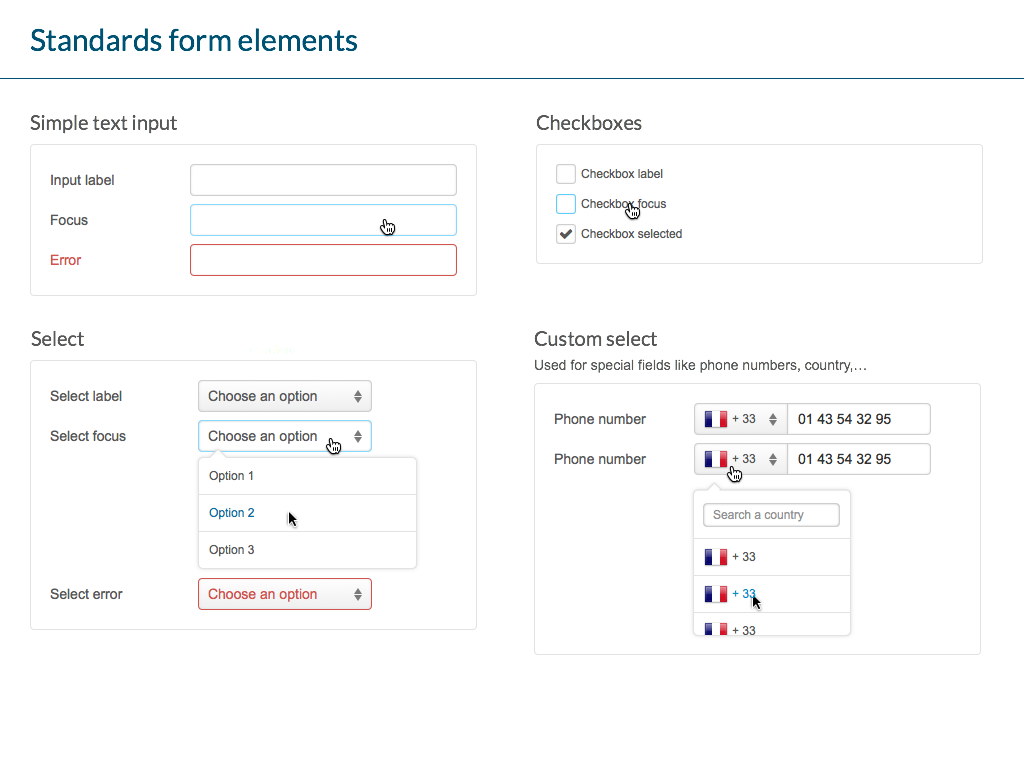 Standards form elements
Simple text input
Input label
Focus
Error
Checkboxes
Checkbox label
Checkbox focus
Checkbox selected
Select
Select label
Choose an option
Select focus
Choose an option
Option 1
Option 2
Option 3
Select error
Choose an option
Custom select
Used for special fields like phone numbers, country,...
Phone number
+ 33
01 43 54 32 95
Phone number
+ 33
01 43 54 32 95
Search a country
+ 33
+ 33
+ 33